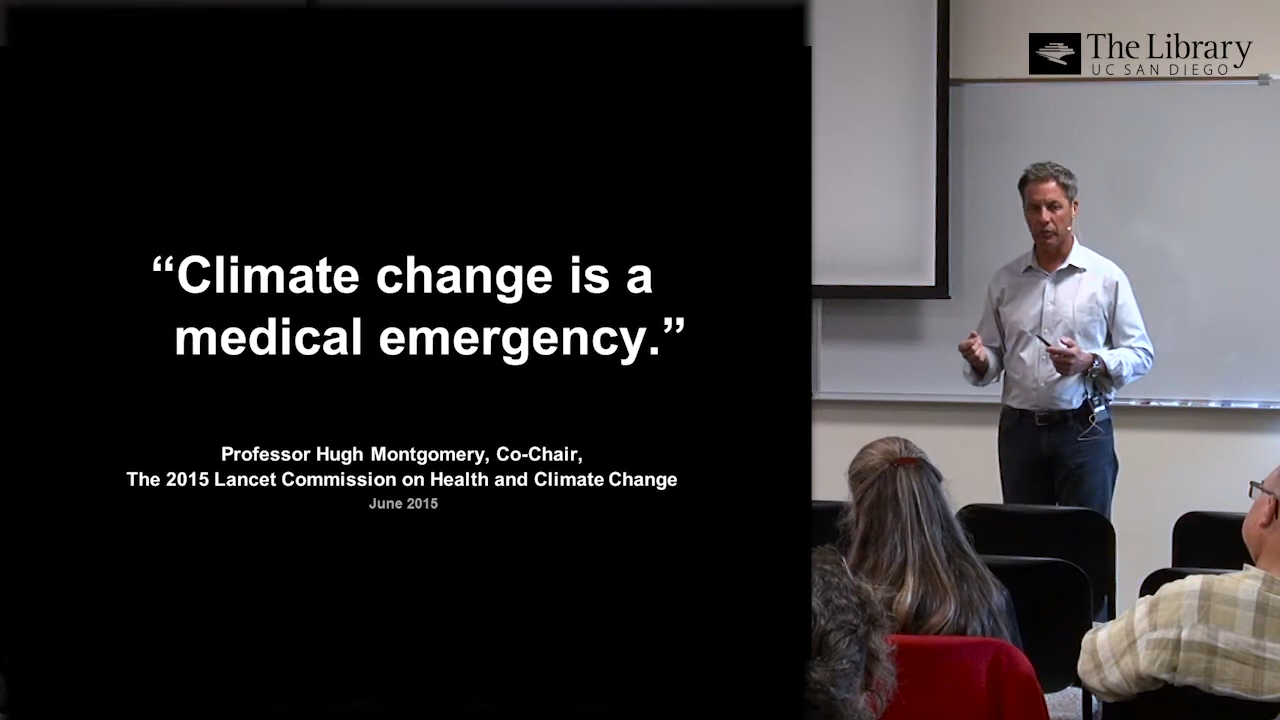 “Climate change is a
medical emergency.”
Professor Hugh Montgomery, Co-Chair,
The 2015 Lancet Commission on Health and Climate Change
June 2015
The Library
UC SAN DIEGO